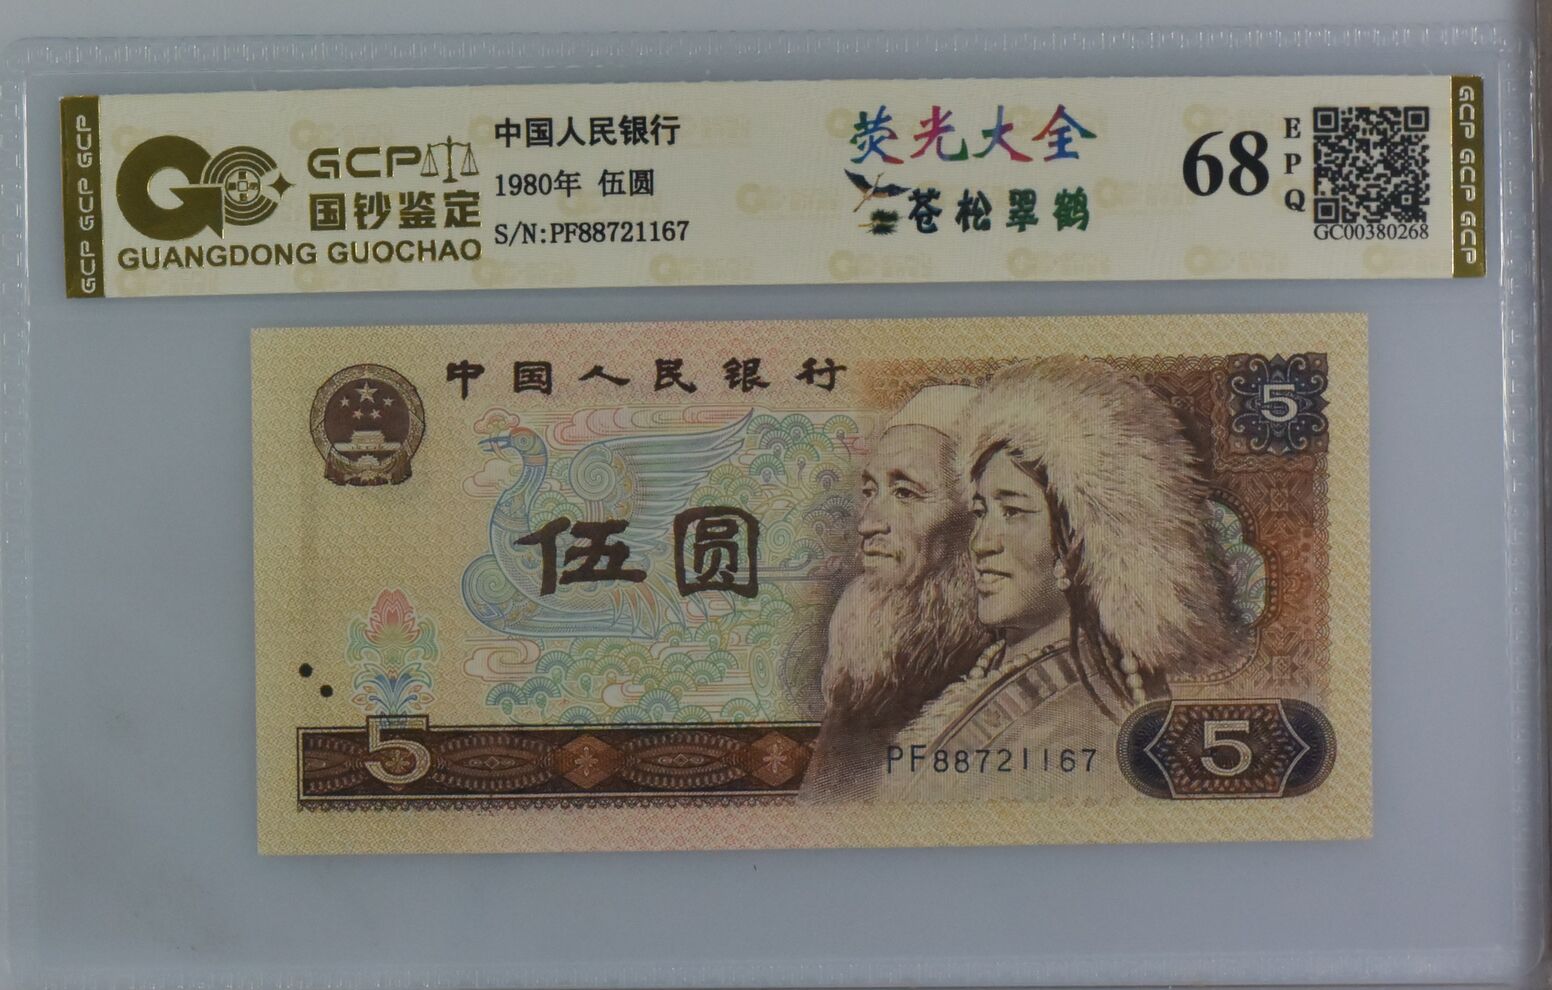 GCP GCP GCP
GCP
国钞鉴定
GUANGDONG GUOCHAO
中国人民银行
1980年 伍圆
S/N:PF88721167
荧光大全
苍松翠鹤
68
EPQ
GC00380268
GCP GCP GCP
中国人民银行
5
伍圆
5
PF88721167
5